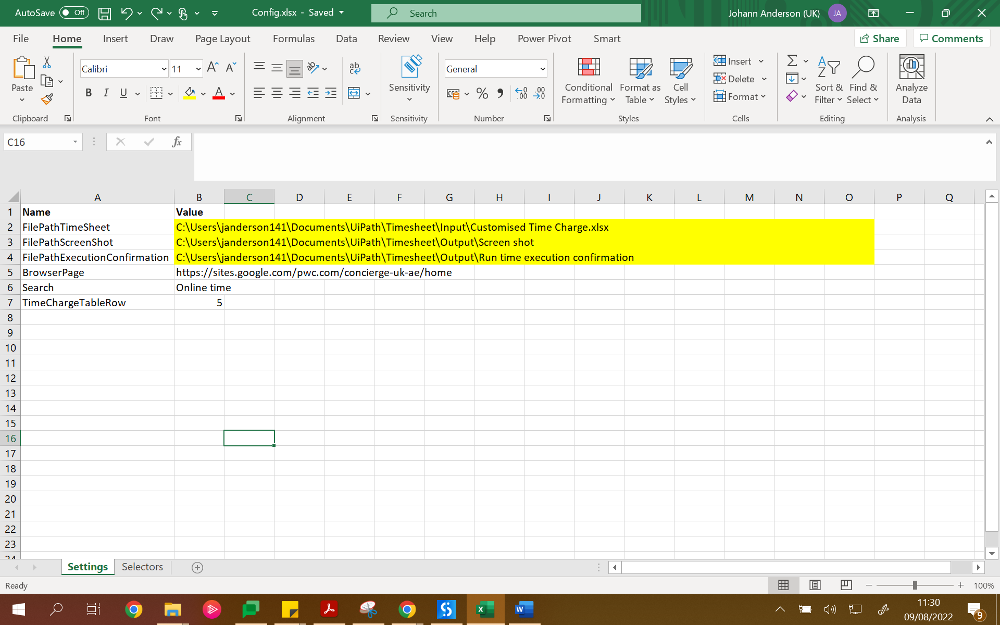 AutoSave Off Config.xlsx - Saved Search Johann Anderson (UK) JA
File Home Insert Draw Page Layout Formulas Data Review View Help Power Pivot Smart Share Comments
Paste
Clipboard
Calibri 11
B I U A
Font
ab
Alignment
Sensitivity
Sensitivity
General
% .00 .00
Number
Conditional Formatting
Format as Table
Cell Styles
Styles
Insert
Delete
Format
Cells
Sort & Filter
Find & Select
Editing
Analyze Data
Analysis
C16 fx
A B C D E F G H I J K L M N O P Q
1 Name Value
2 FilePathTimeSheet C:\Users\janderson141\Documents\UiPath\Timesheet\Input\Customised Time Charge.xlsx
3 FilePathScreenShot C:\Users\janderson141\Documents\UiPath\Timesheet\Output\Screen shot
4 FilePathExecutionConfirmation C:\Users\janderson141\Documents\UiPath\Timesheet\Output\Run time execution confirmation
5 BrowserPage https://sites.google.com/pwc.com/concierge-uk-ae/home
6 Search Online time
7 TimeChargeTableRow 5
8
9
10
11
12
13
14
15
16
17
18
19
20
21
22
23
24
Settings Selectors
Ready 100%
11:30
09/08/2022
9